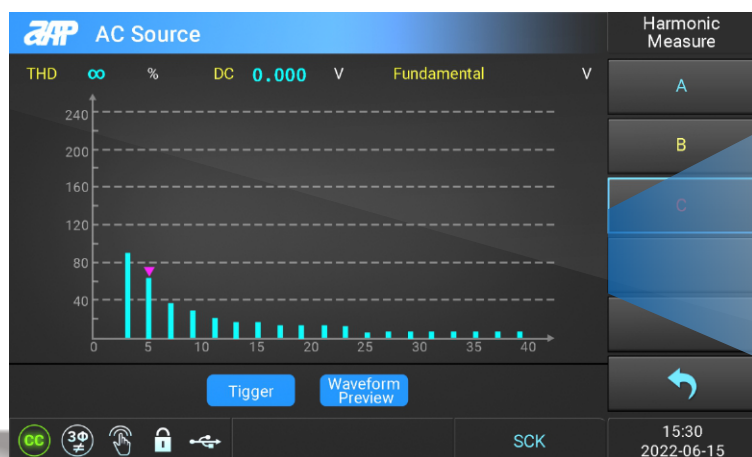 AC Source
Harmonic
Measure
THD ∞ % DC 0.000 V Fundamental V
A
B
C
240
200
160
120
80
40
0 5 10 15 20 25 30 35 40
Tigger
Waveform
Preview
CC
3Φ
≠
SCK
15:30
2022-06-15